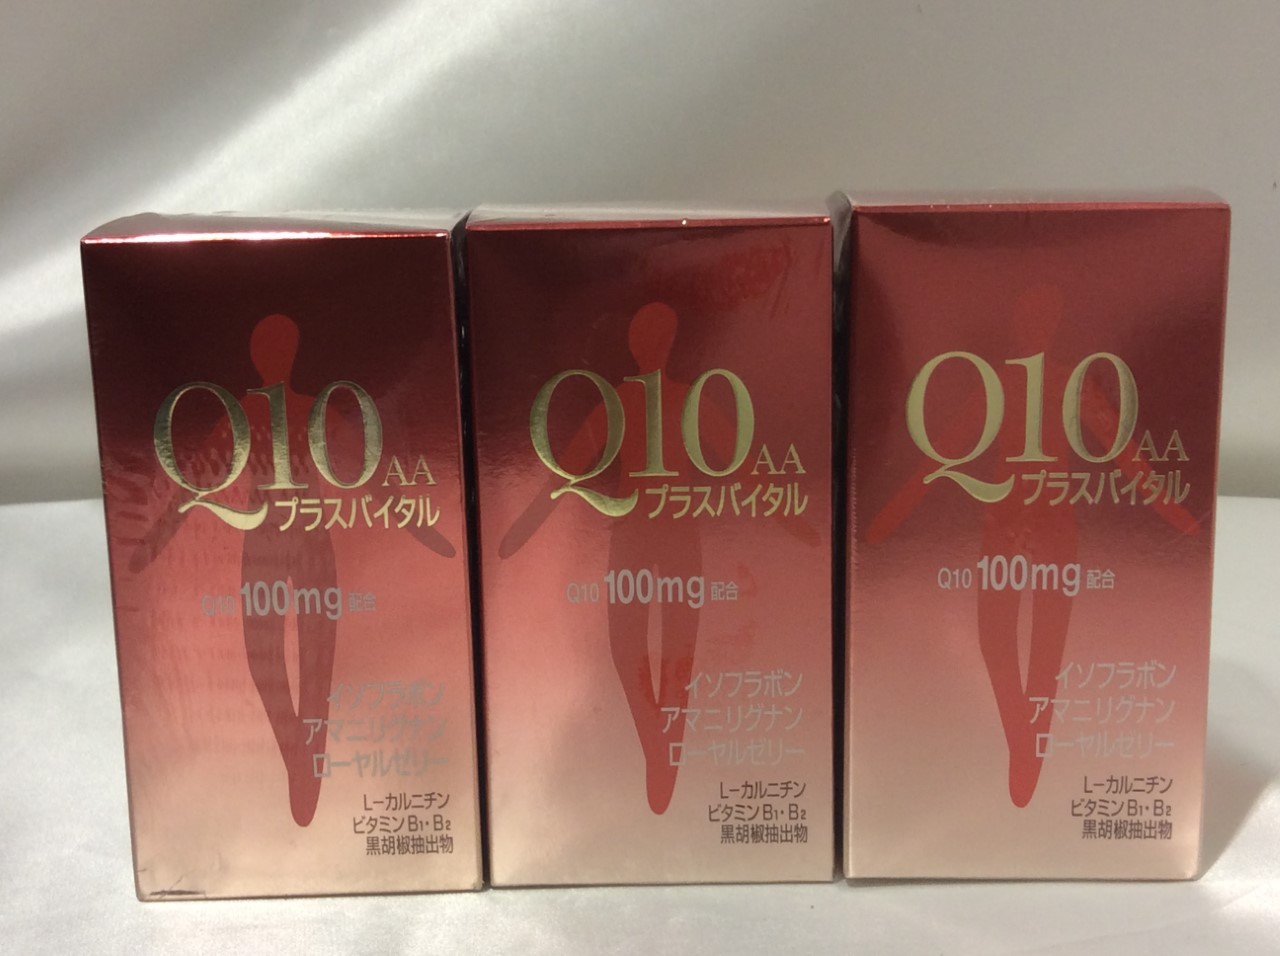 Q10AA
プラスバイタル
Q10 100mg 配合
イソフラボン
アマニリグナン
ローヤルゼリー
L-カルニチン
ビタミンB1・B2
黒胡椒抽出物
Q10AA
プラスバイタル
Q10 100mg 配合
イソフラボン
アマニリグナン
ローヤルゼリー
L-カルニチン
ビタミンB1・B2
黒胡椒抽出物
Q10AA
プラスバイタル
Q10 100mg 配合
イソフラボン
アマニリグナン
ローヤルゼリー
L-カルニチン
ビタミンB1・B2
黒胡椒抽出物